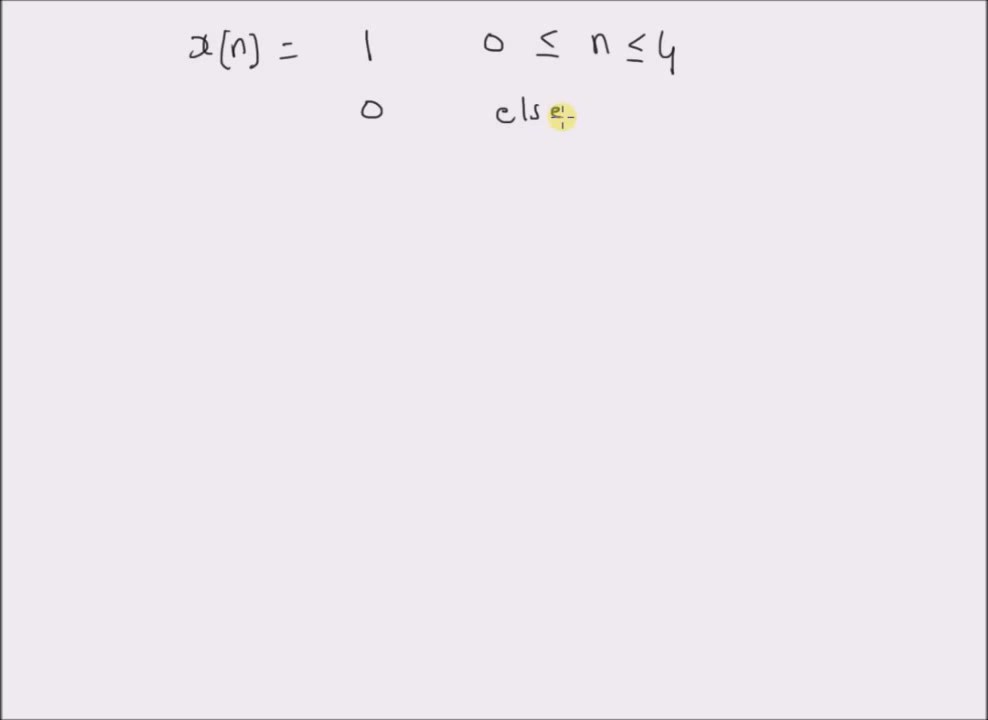 x[n] = 1 0 ≤ n ≤ 4
0 else